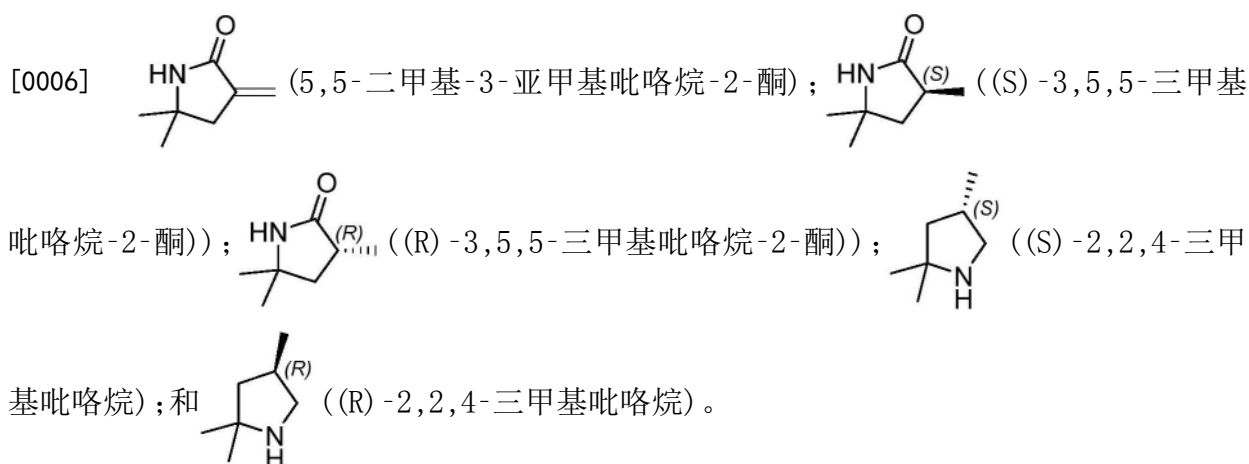 [0006] HN O (5,5-二甲基-3-亚甲基吡咯烷-2-酮)；HN O (S) ((S)-3,5,5-三甲基
吡咯烷-2-酮))；HN O (R) ((R)-3,5,5-三甲基吡咯烷-2-酮))；(S) N H ((S)-2,2,4-三甲
基吡咯烷)；和 (R) N H ((R)-2,2,4-三甲基吡咯烷)。